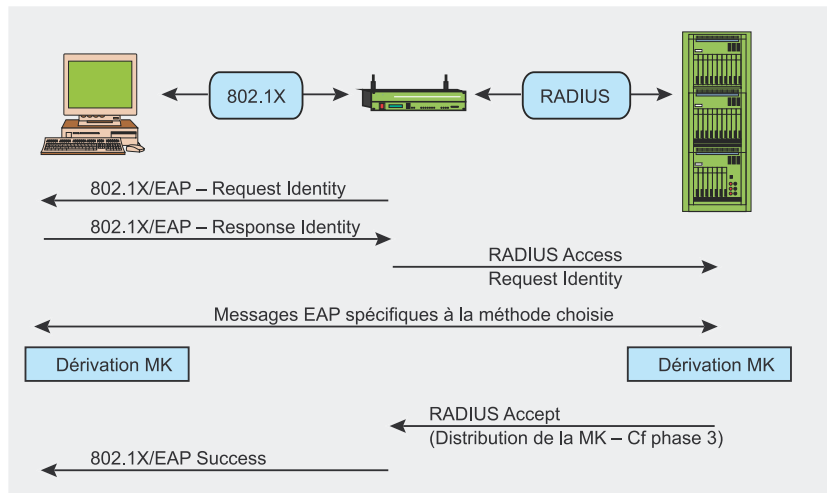 802.1X
RADIUS
802.1X/EAP – Request Identity
802.1X/EAP – Response Identity
RADIUS Access
Request Identity
Messages EAP spécifiques à la méthode choisie
Dérivation MK
Dérivation MK
RADIUS Accept
(Distribution de la MK – Cf phase 3)
802.1X/EAP Success